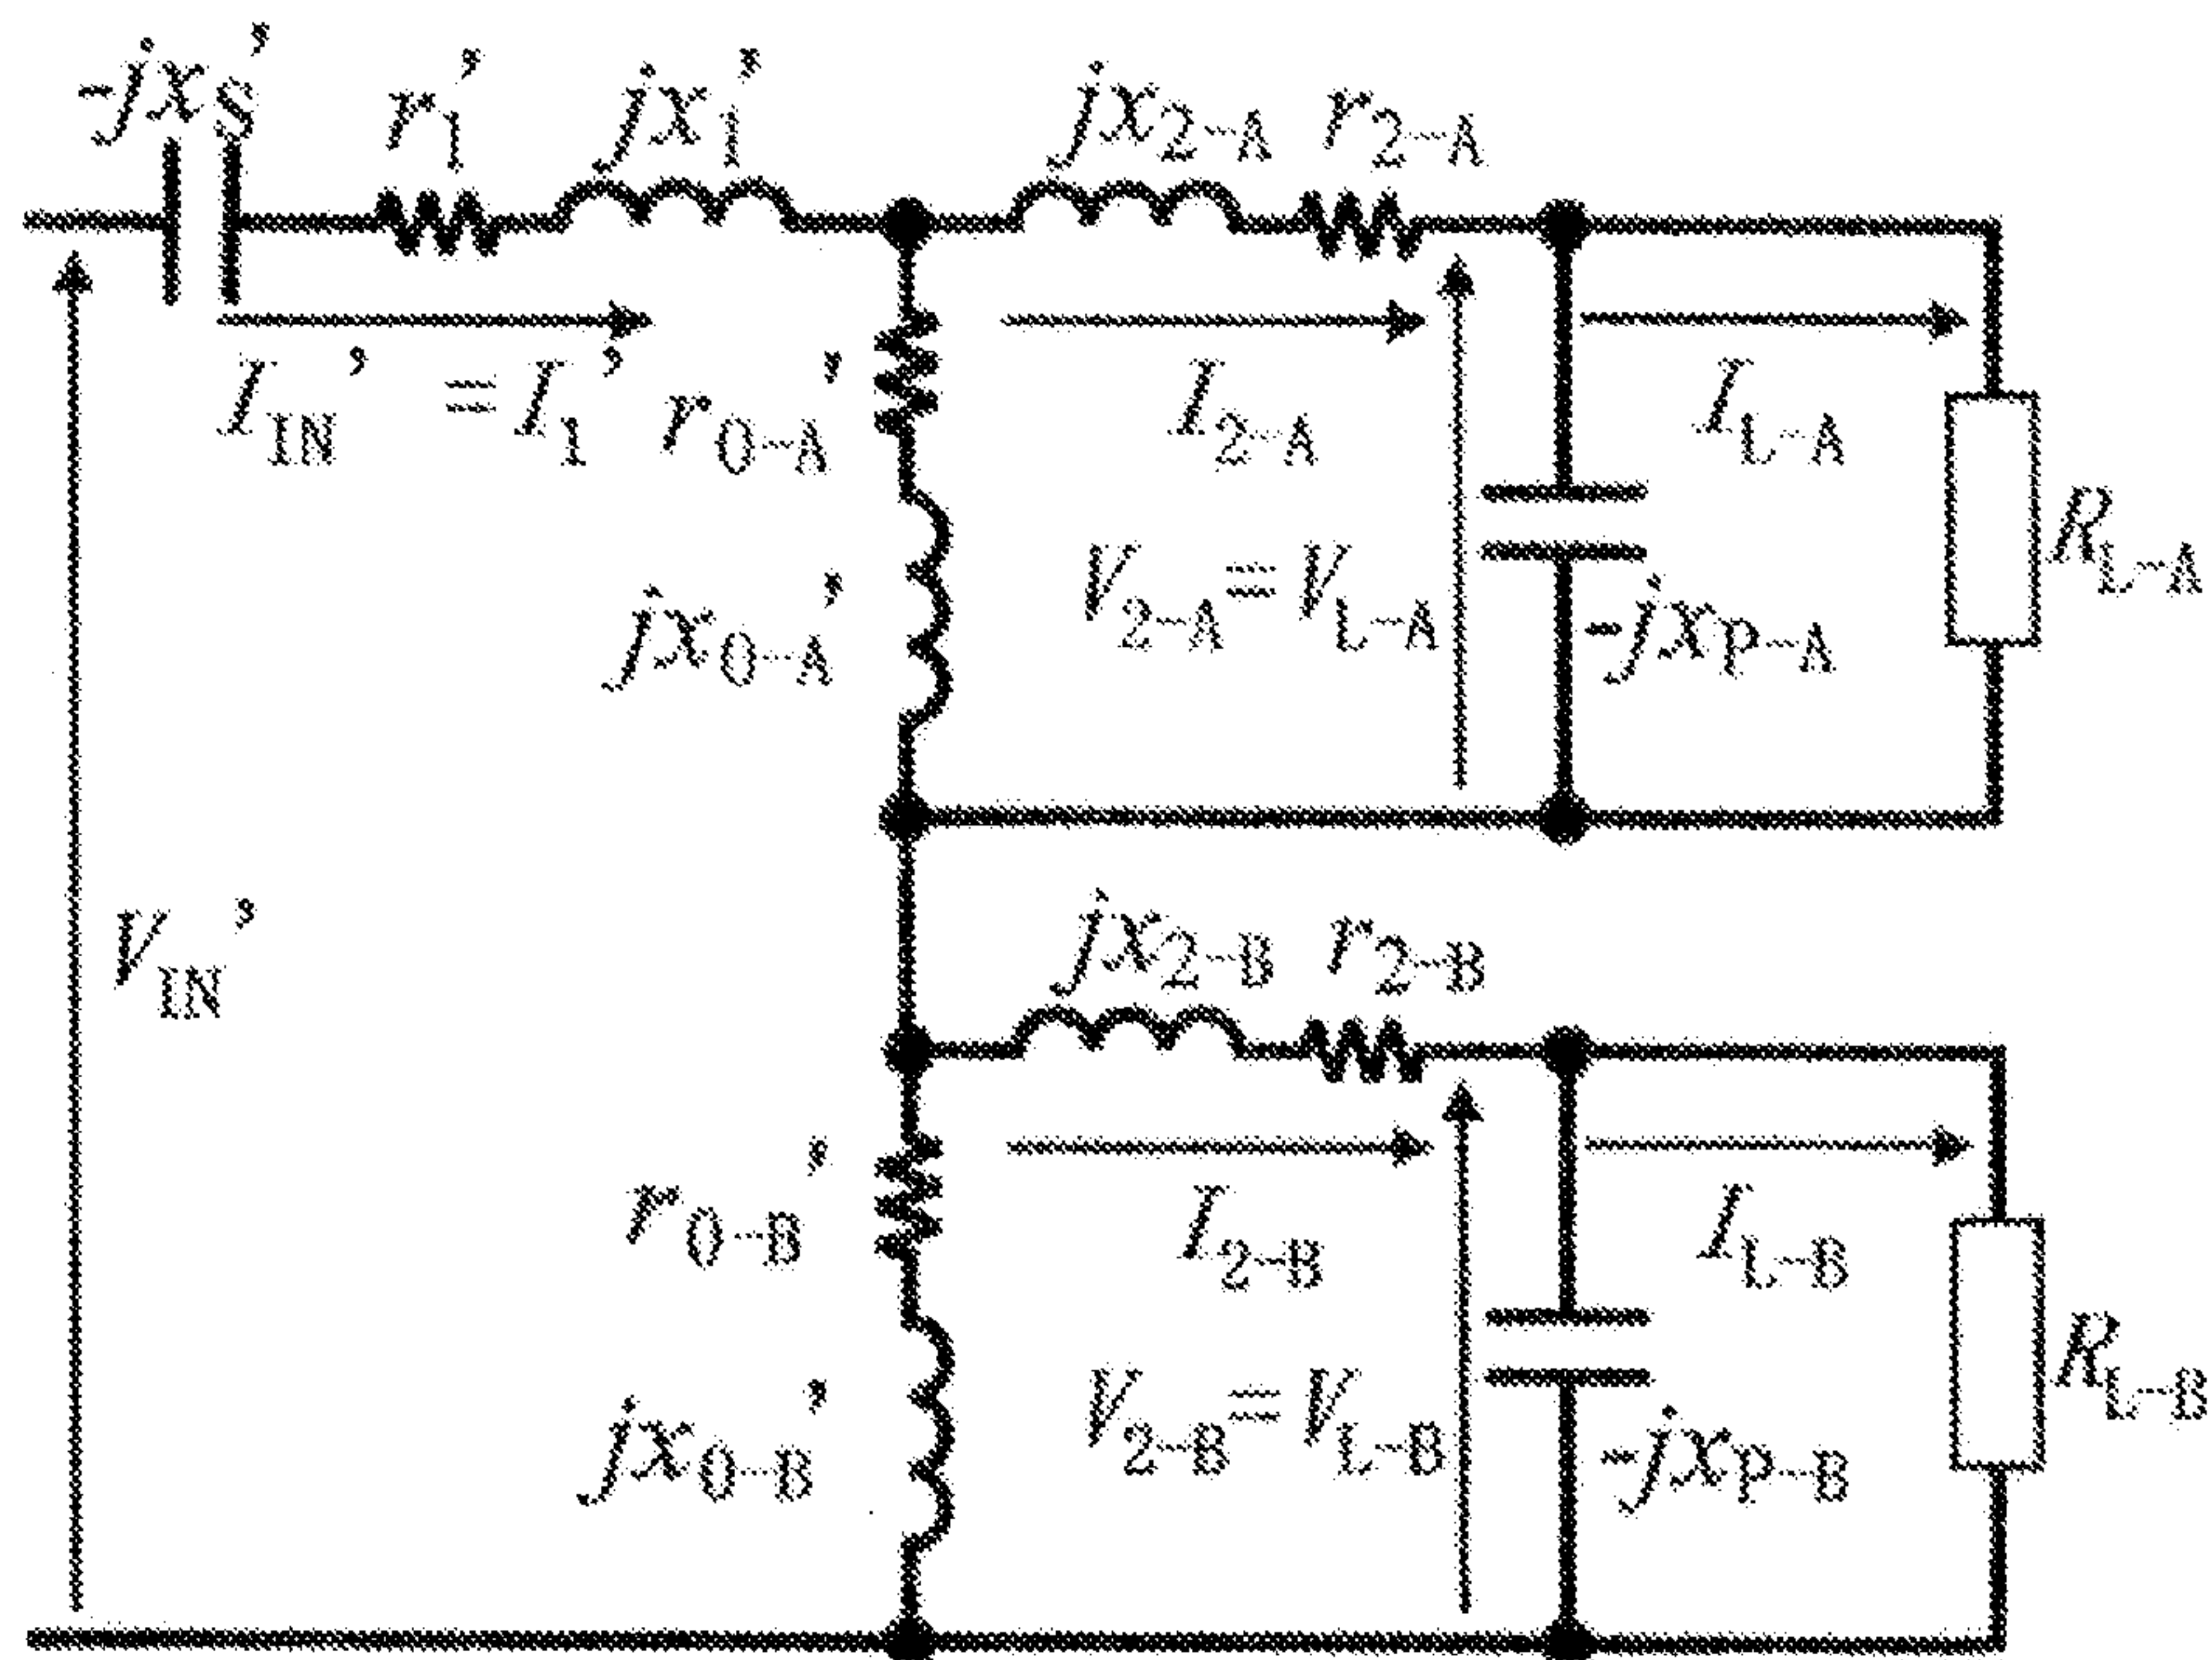 -jxS'
r1'
jx1'
jx2-A
r2-A
IIN' = I1'
r0-A'
I2-A
IL-A
RL-A
jx0-A'
V2-A = VL-A
-jxP-A
VIN'
jx2-B
r2-B
r0-B'
I2-B
IL-B
RL-B
jx0-B'
V2-B = VL-B
-jxP-B